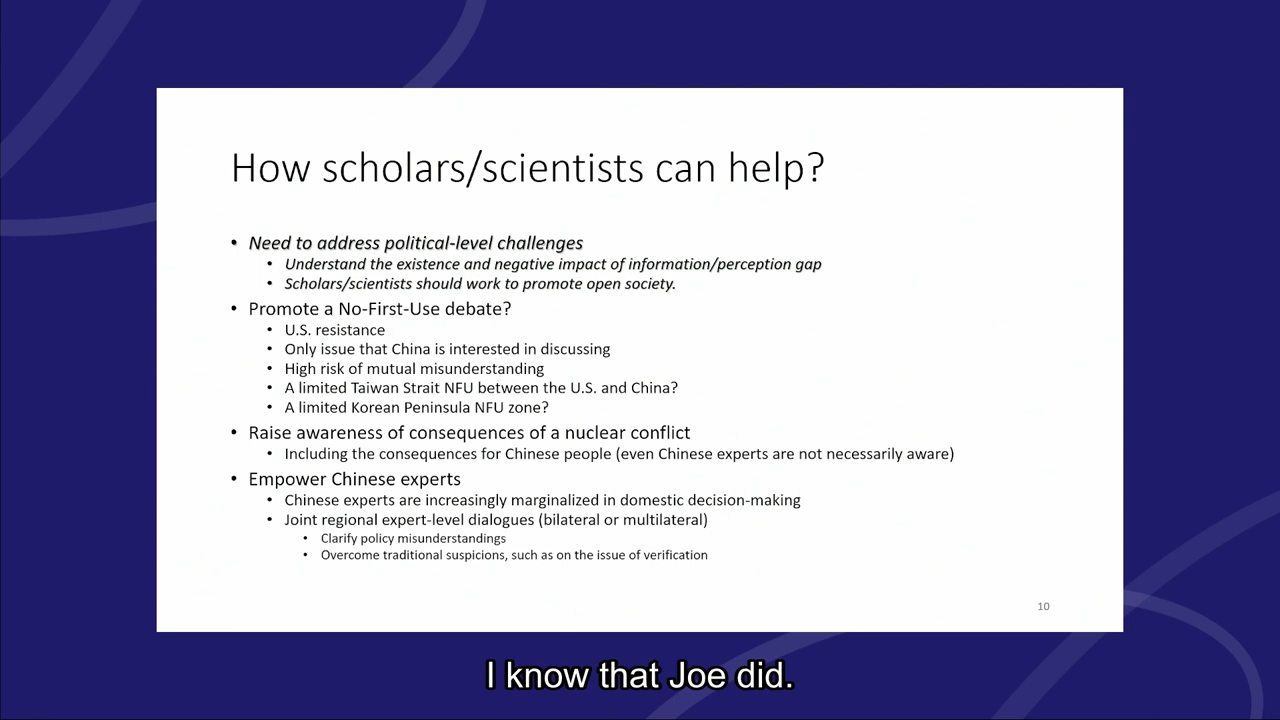 How scholars/scientists can help?
• Need to address political-level challenges
• Understand the existence and negative impact of information/perception gap
• Scholars/scientists should work to promote open society.
• Promote a No-First-Use debate?
• U.S. resistance
• Only issue that China is interested in discussing
• High risk of mutual misunderstanding
• A limited Taiwan Strait NFU between the U.S. and China?
• A limited Korean Peninsula NFU zone?
• Raise awareness of consequences of a nuclear conflict
• Including the consequences for Chinese people (even Chinese experts are not necessarily aware)
• Empower Chinese experts
• Chinese experts are increasingly marginalized in domestic decision-making
• Joint regional expert-level dialogues (bilateral or multilateral)
• Clarify policy misunderstandings
• Overcome traditional suspicions, such as on the issue of verification
10
I know that Joe did.